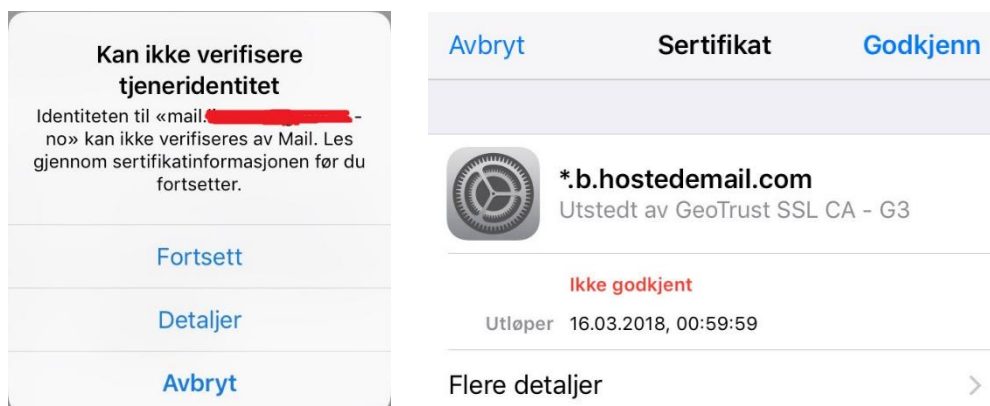 Kan ikke verifisere
tjeneridentitet
Identiteten til «mail.
-
no» kan ikke verifiseres av Mail. Les
gjennom sertifikatinformasjonen før du
fortsetter.
Fortsett
Detaljer
Avbryt
Avbryt Sertifikat Godkjenn
*.b.hostedemail.com
Utstedt av GeoTrust SSL CA - G3
Ikke godkjent
Utløper 16.03.2018, 00:59:59
Flere detaljer